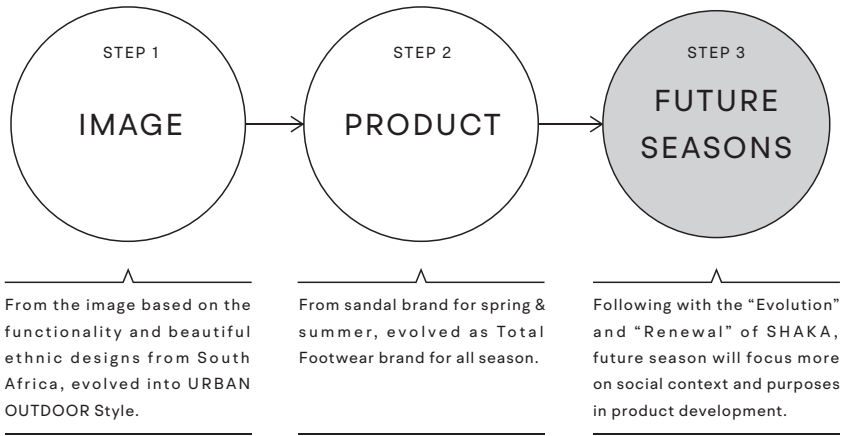 STEP 1
IMAGE
STEP 2
PRODUCT
STEP 3
FUTURE
SEASONS
From the image based on the
functionality and beautiful
ethnic designs from South
Africa, evolved into URBAN
OUTDOOR Style.
From sandal brand for spring &
summer, evolved as Total
Footwear brand for all season.
Following with the “Evolution”
and “Renewal” of SHAKA,
future season will focus more
on social context and purposes
in product development.